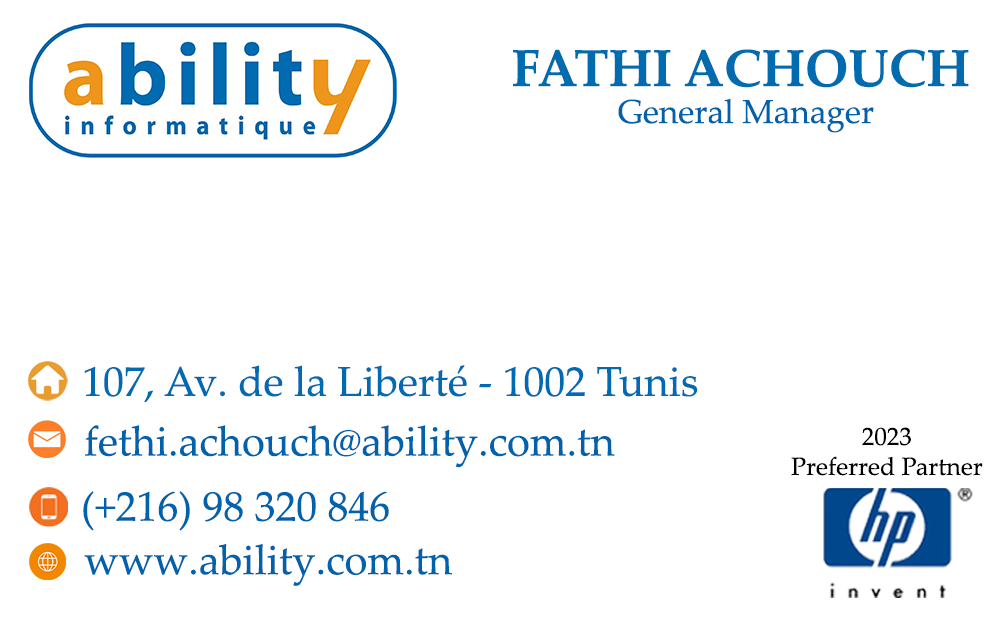 ability
informatique
FATHI ACHOUCH
General Manager
107, Av. de la Liberté - 1002 Tunis
fethi.achouch@ability.com.tn
(+216) 98 320 846
www.ability.com.tn
2023
Preferred Partner
hp ®
invent